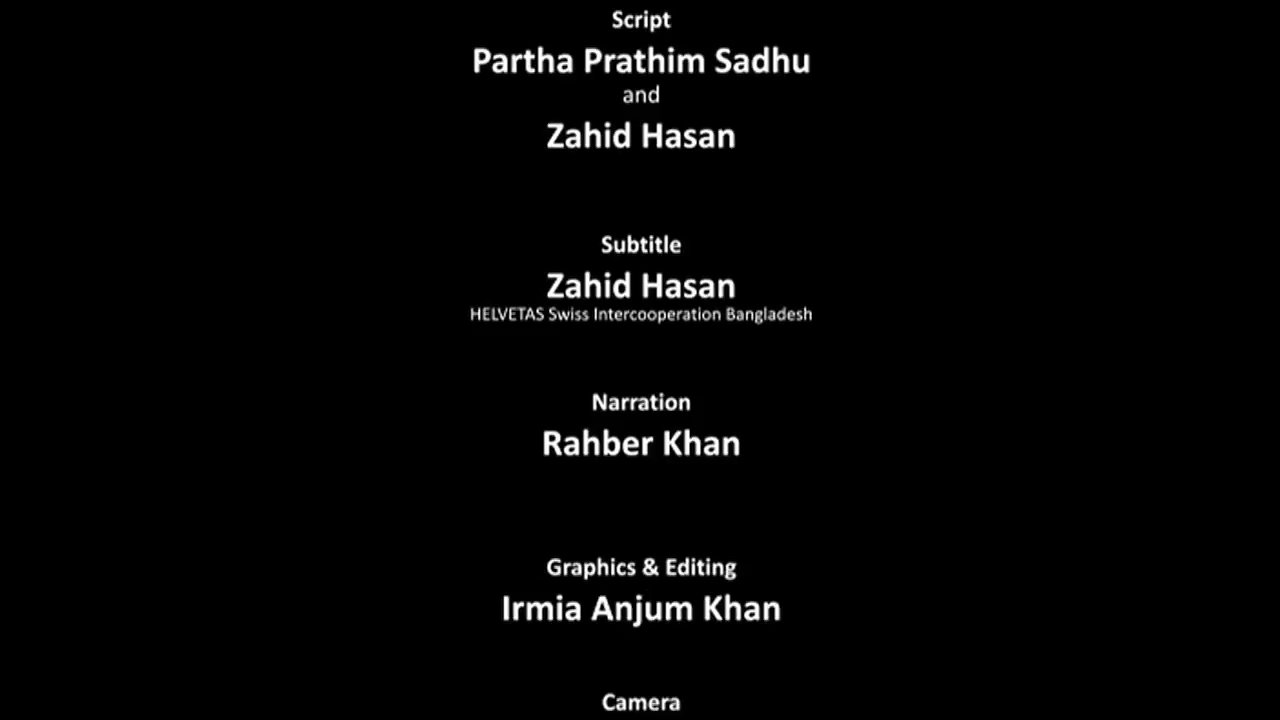 Script
Partha Prathim Sadhu
and
Zahid Hasan
Subtitle
Zahid Hasan
HELVETAS Swiss Intercooperation Bangladesh
Narration
Rahber Khan
Graphics & Editing
Irmia Anjum Khan
Camera